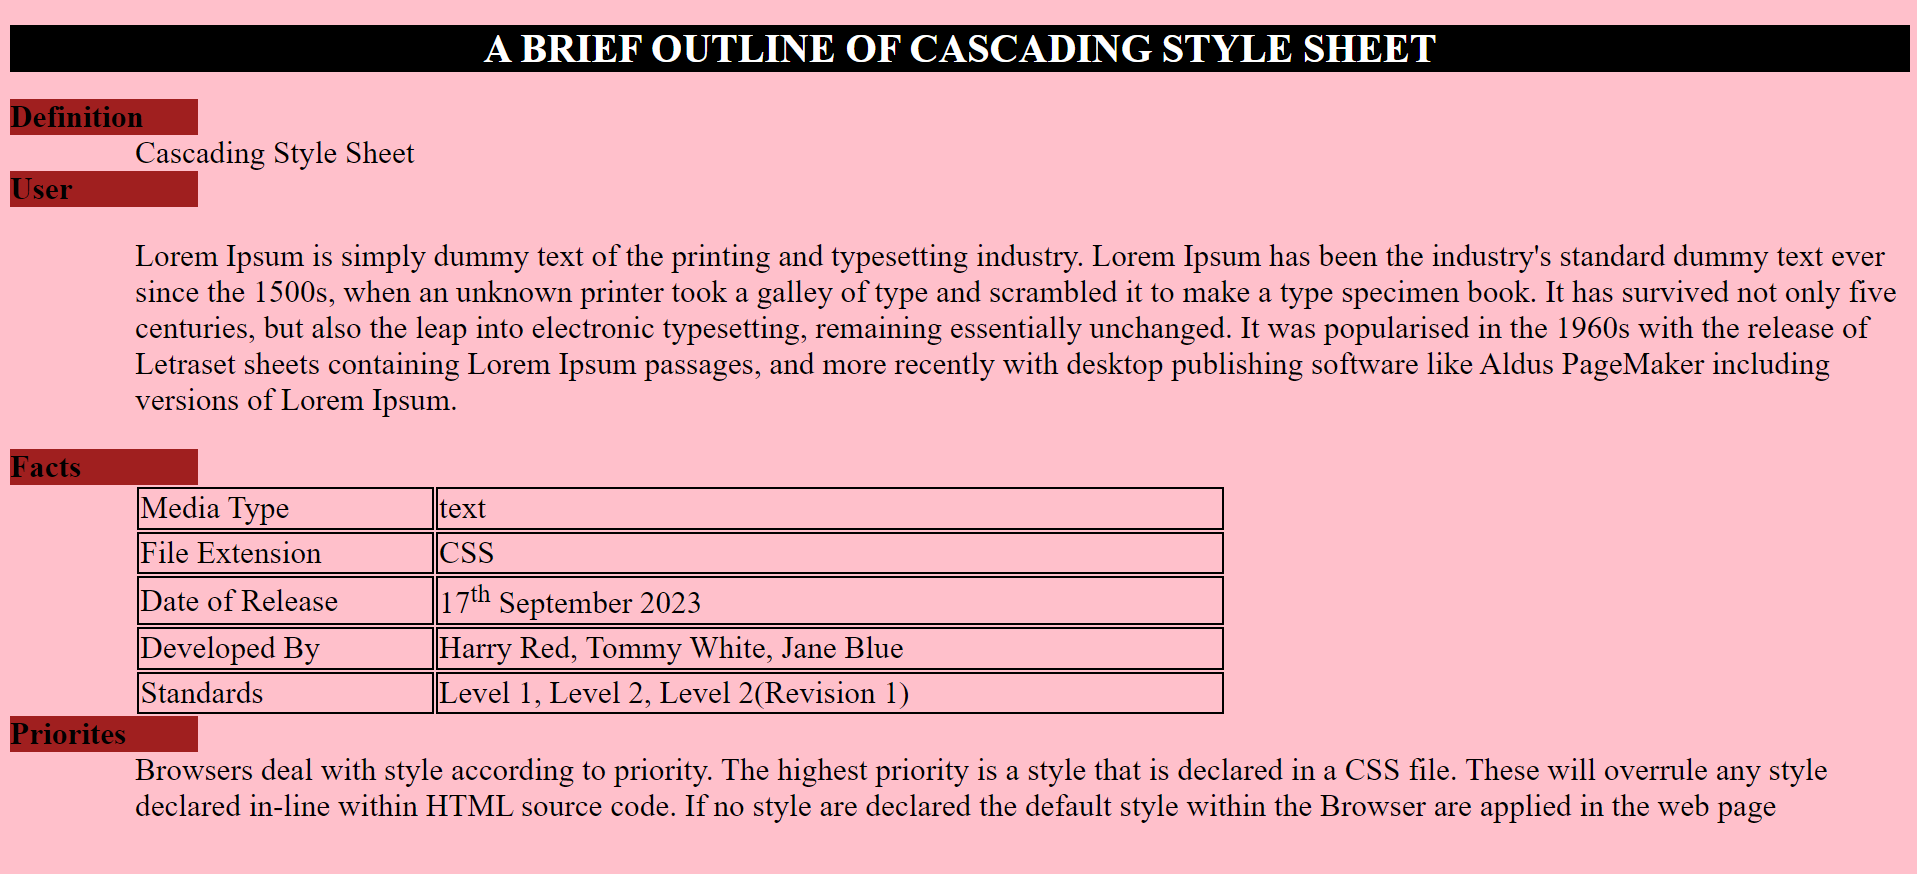 A BRIEF OUTLINE OF CASCADING STYLE SHEET
Definition
Cascading Style Sheet
User
Lorem Ipsum is simply dummy text of the printing and typesetting industry. Lorem Ipsum has been the industry's standard dummy text ever
since the 1500s, when an unknown printer took a galley of type and scrambled it to make a type specimen book. It has survived not only five
centuries, but also the leap into electronic typesetting, remaining essentially unchanged. It was popularised in the 1960s with the release of
Letraset sheets containing Lorem Ipsum passages, and more recently with desktop publishing software like Aldus PageMaker including
versions of Lorem Ipsum.
Facts
Media Type text
File Extension CSS
Date of Release 17th September 2023
Developed By Harry Red, Tommy White, Jane Blue
Standards Level 1, Level 2, Level 2(Revision 1)
Priorites
Browsers deal with style according to priority. The highest priority is a style that is declared in a CSS file. These will overrule any style
declared in-line within HTML source code. If no style are declared the default style within the Browser are applied in the web page